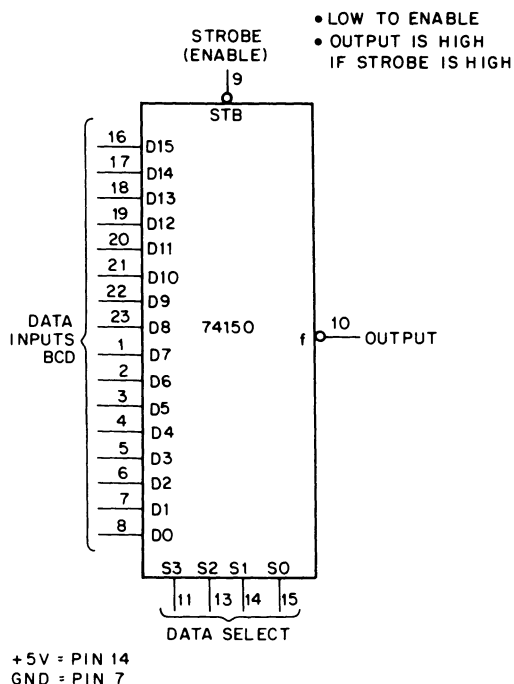 • LOW TO ENABLE
• OUTPUT IS HIGH
IF STROBE IS HIGH
STROBE
(ENABLE)
9
STB
16 D15
17 D14
18 D13
19 D12
20 D11
21 D10
22 D9
23 D8
1 D7
2 D6
3 D5
4 D4
5 D3
6 D2
7 D1
8 D0
DATA
INPUTS
BCD
74150
f 10 OUTPUT
S3 S2 S1 S0
11 13 14 15
DATA SELECT
+5V = PIN 14
GND = PIN 7